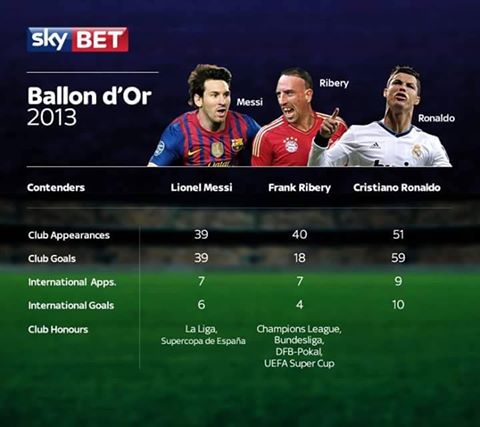 sky BET
Ballon d'Or
2013
Messi
Ribery
Ronaldo
Contenders Lionel Messi Frank Ribery Cristiano Ronaldo
Club Appearances 39 40 51
Club Goals 39 18 59
International Apps. 7 7 9
International Goals 6 4 10
Club Honours La Liga, Champions League,
Supercopa de España Bundesliga,
DFB-Pokal,
UEFA Super Cup